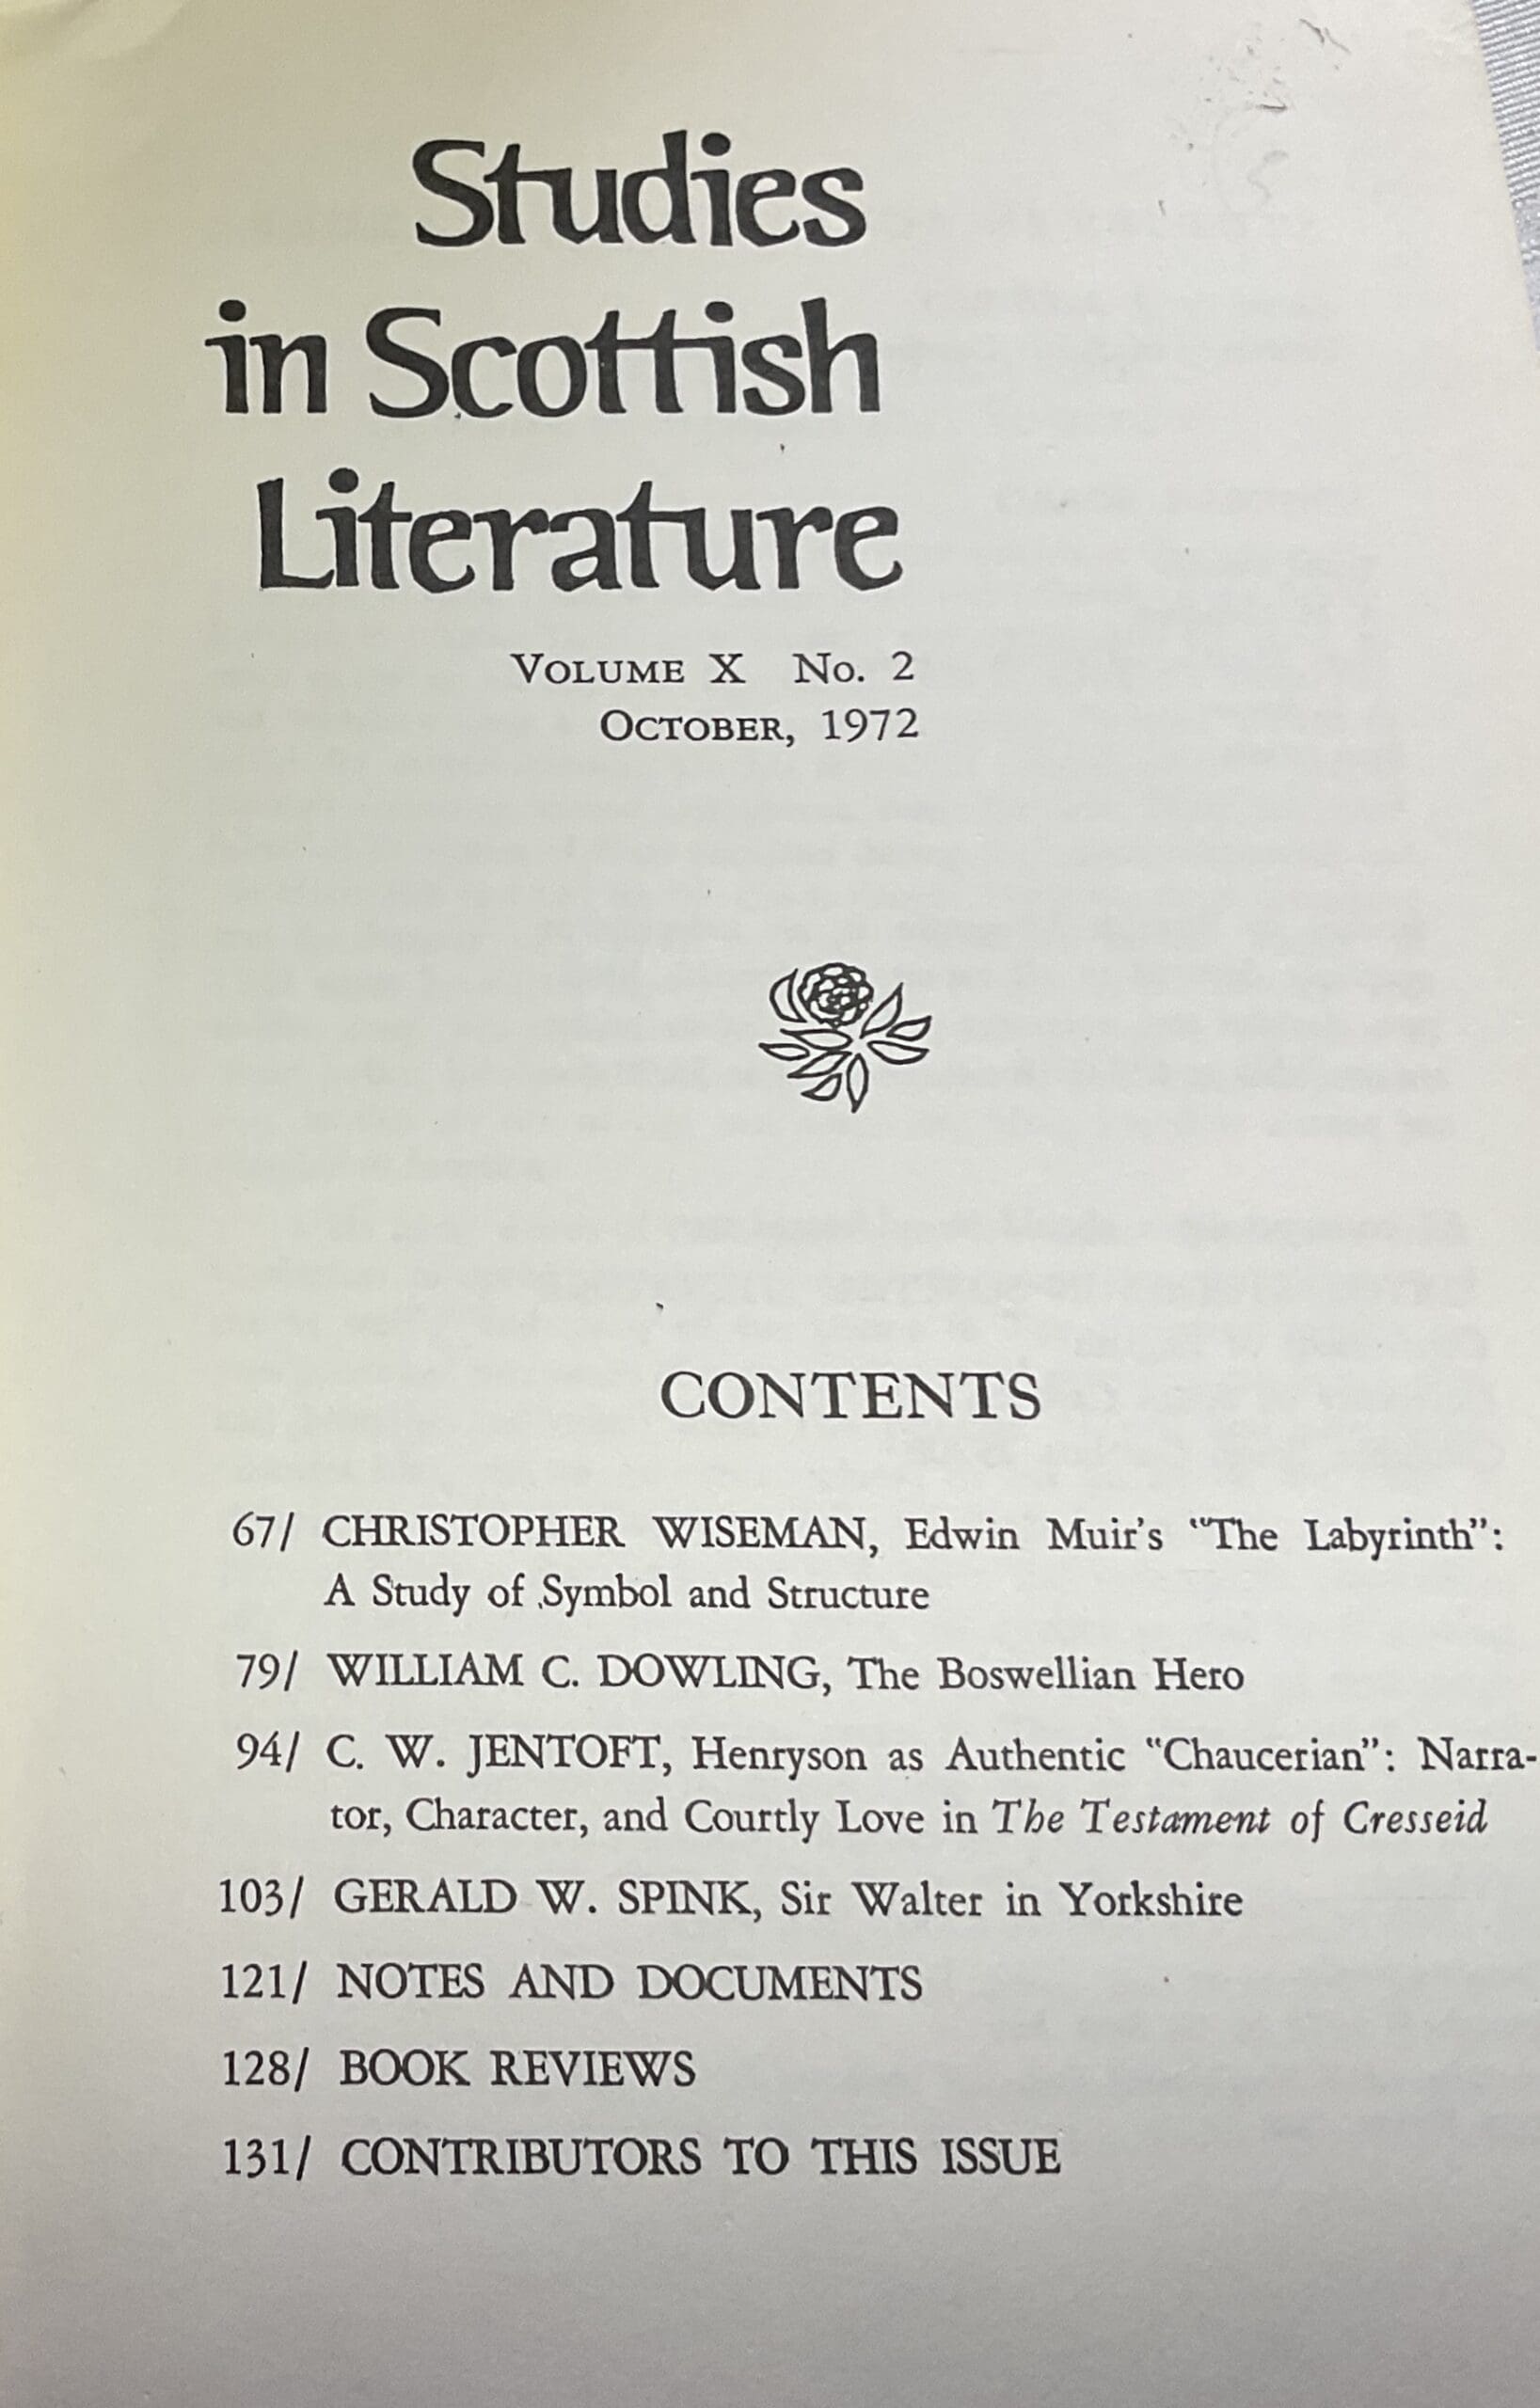 Studies
in Scottish
Literature
VOLUME X No. 2
OCTOBER, 1972
CONTENTS
67/ CHRISTOPHER WISEMAN, Edwin Muir's "The Labyrinth":
A Study of Symbol and Structure
79/ WILLIAM C. DOWLING, The Boswellian Hero
94/ C. W. JENTOFT, Henryson as Authentic "Chaucerian": Narra-
tor, Character, and Courtly Love in The Testament of Cresseid
103/ GERALD W. SPINK, Sir Walter in Yorkshire
121/ NOTES AND DOCUMENTS
128/ BOOK REVIEWS
131/ CONTRIBUTORS TO THIS ISSUE